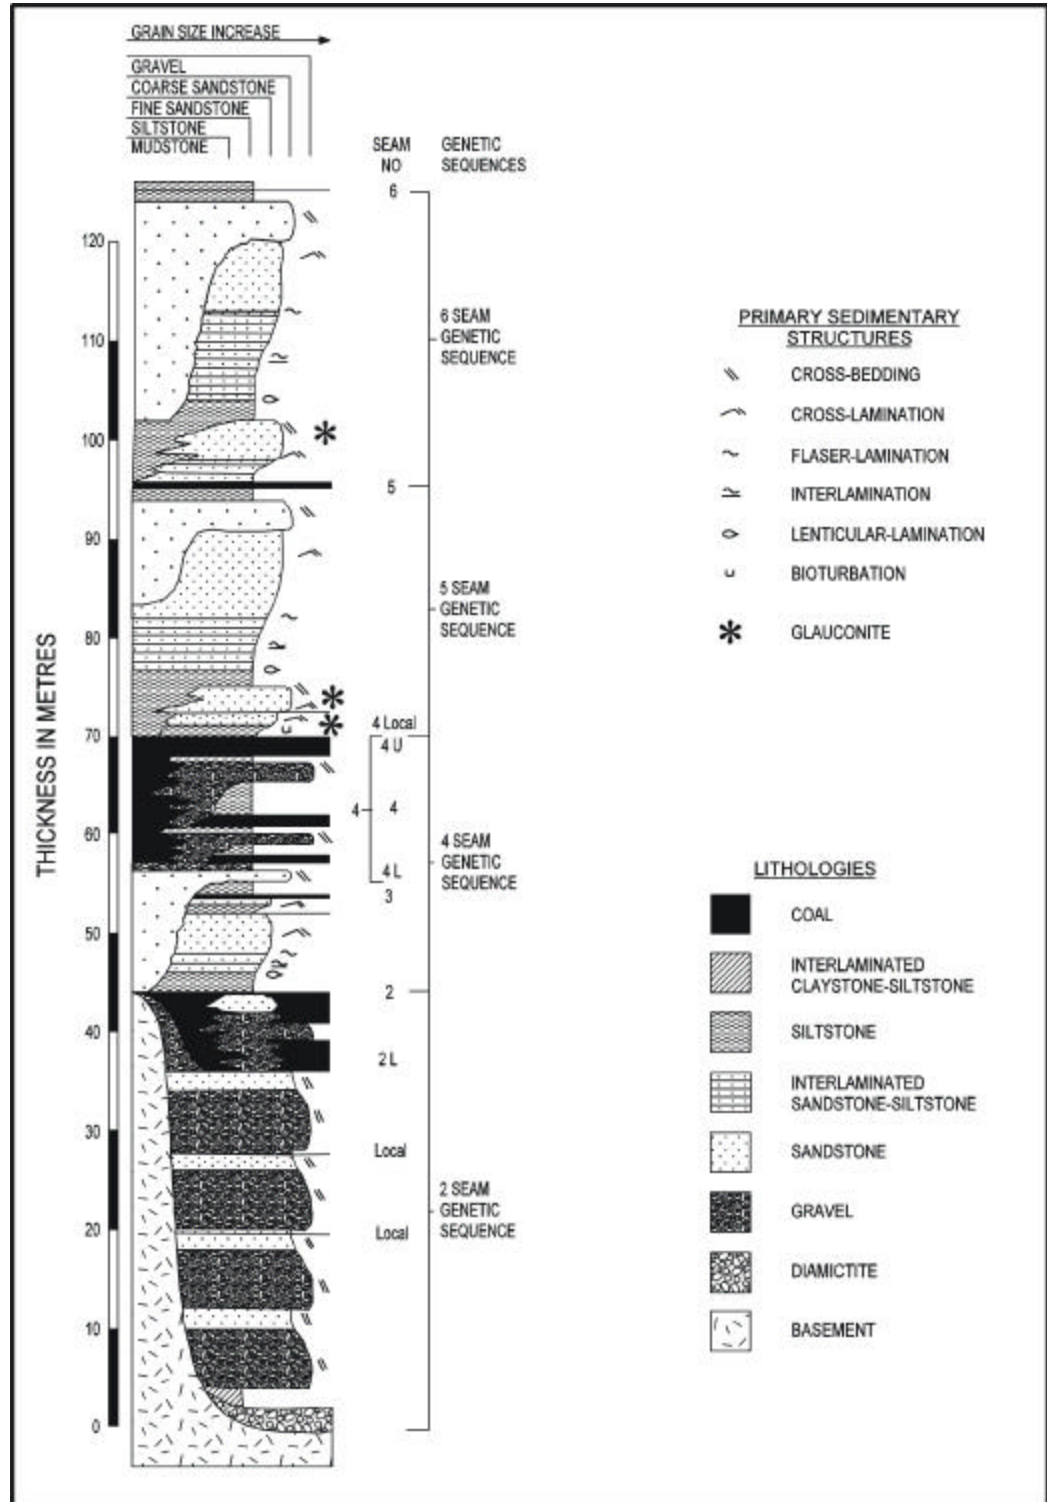 GRAIN SIZE INCREASE
GRAVEL
COARSE SANDSTONE
FINE SANDSTONE
SILTSTONE
MUDSTONE
SEAM
NO
GENETIC
SEQUENCES
6
120
6 SEAM
GENETIC
SEQUENCE
110
100
5
90
5 SEAM
GENETIC
SEQUENCE
80
THICKNESS IN METRES
4 Local
70
4 U
4
4
60
4 SEAM
GENETIC
SEQUENCE
4 L
3
50
2
40
2 L
30
Local
2 SEAM
GENETIC
SEQUENCE
20
Local
10
0
PRIMARY SEDIMENTARY
STRUCTURES
CROSS-BEDDING
CROSS-LAMINATION
FLASER-LAMINATION
INTERLAMINATION
LENTICULAR-LAMINATION
BIOTURBATION
GLAUCONITE
LITHOLOGIES
COAL
INTERLAMINATED
CLAYSTONE-SILTSTONE
SILTSTONE
INTERLAMINATED
SANDSTONE-SILTSTONE
SANDSTONE
GRAVEL
DIAMICTITE
BASEMENT